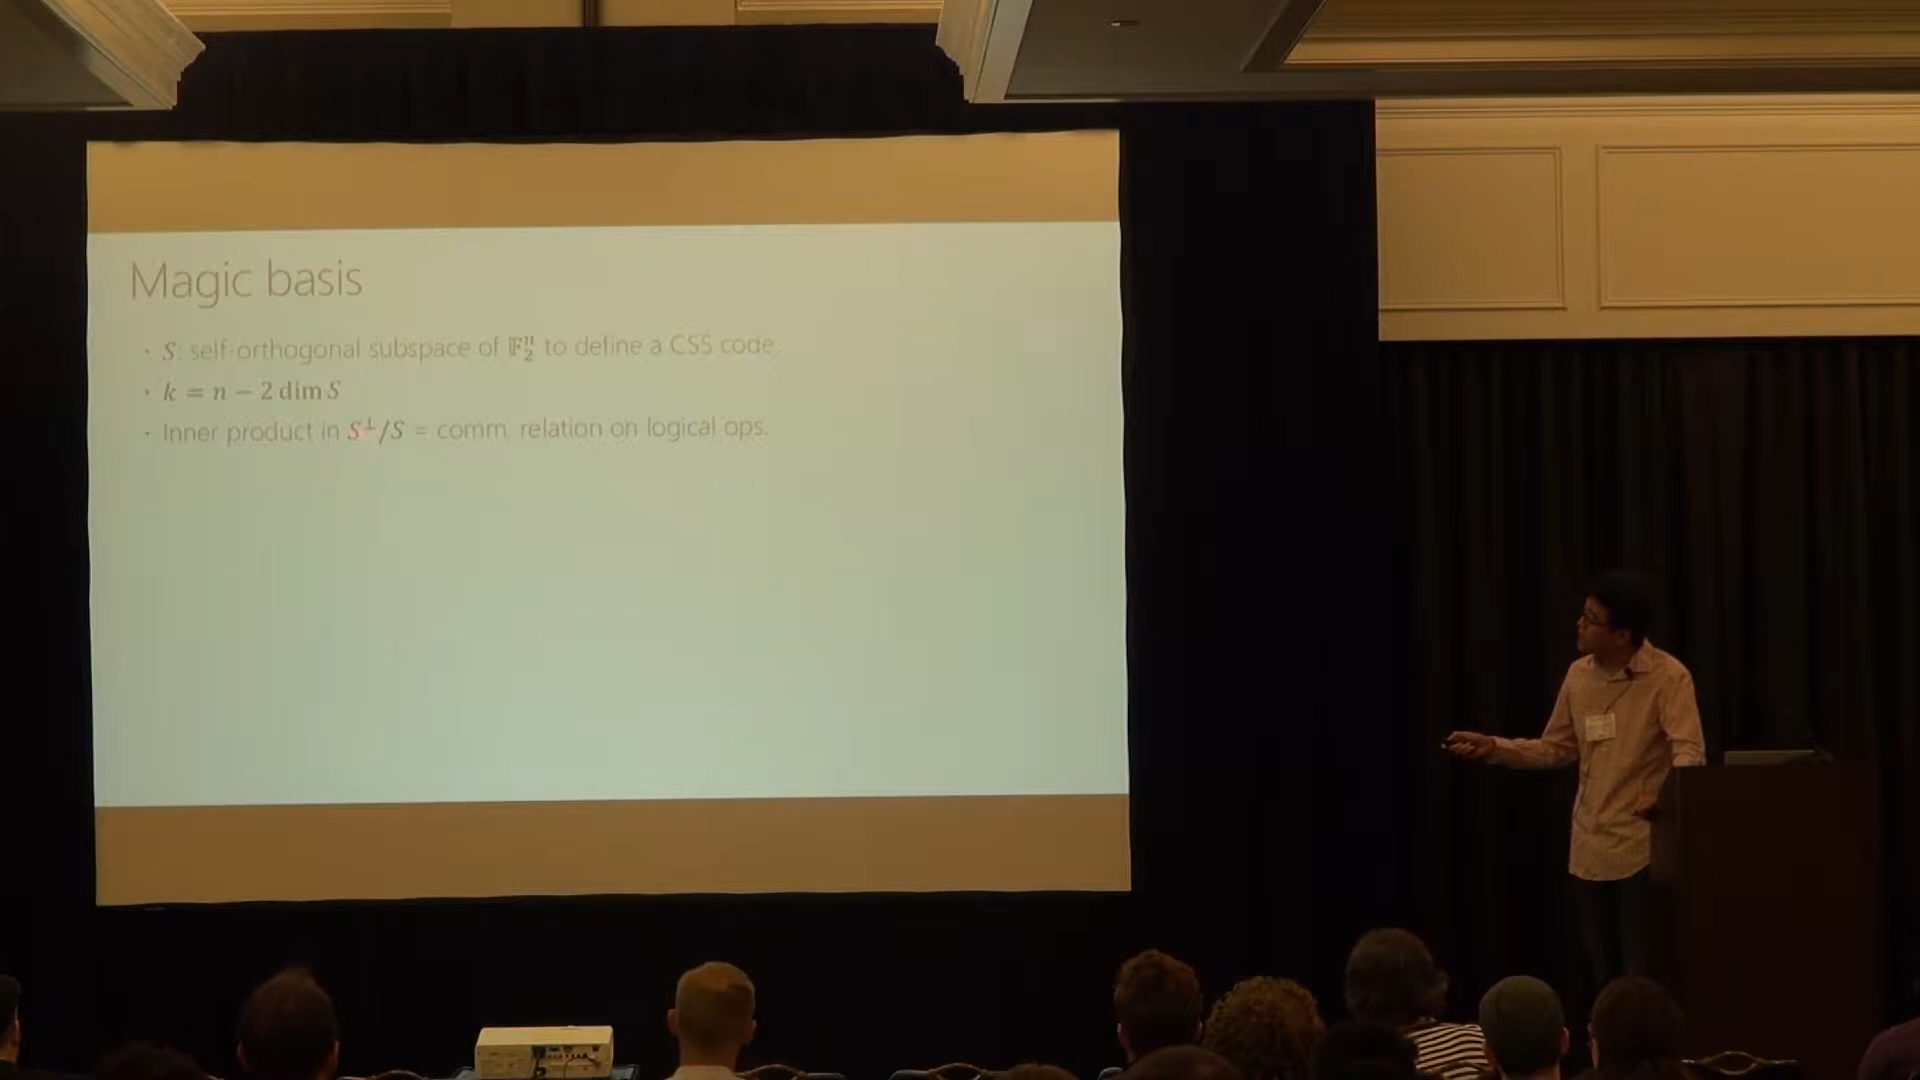 Magic basis
· S: self-orthogonal subspace of 𝔽₂ⁿ to define a CSS code.
· k = n − 2 dim S
· Inner product in S⊥/S = comm. relation on logical ops.